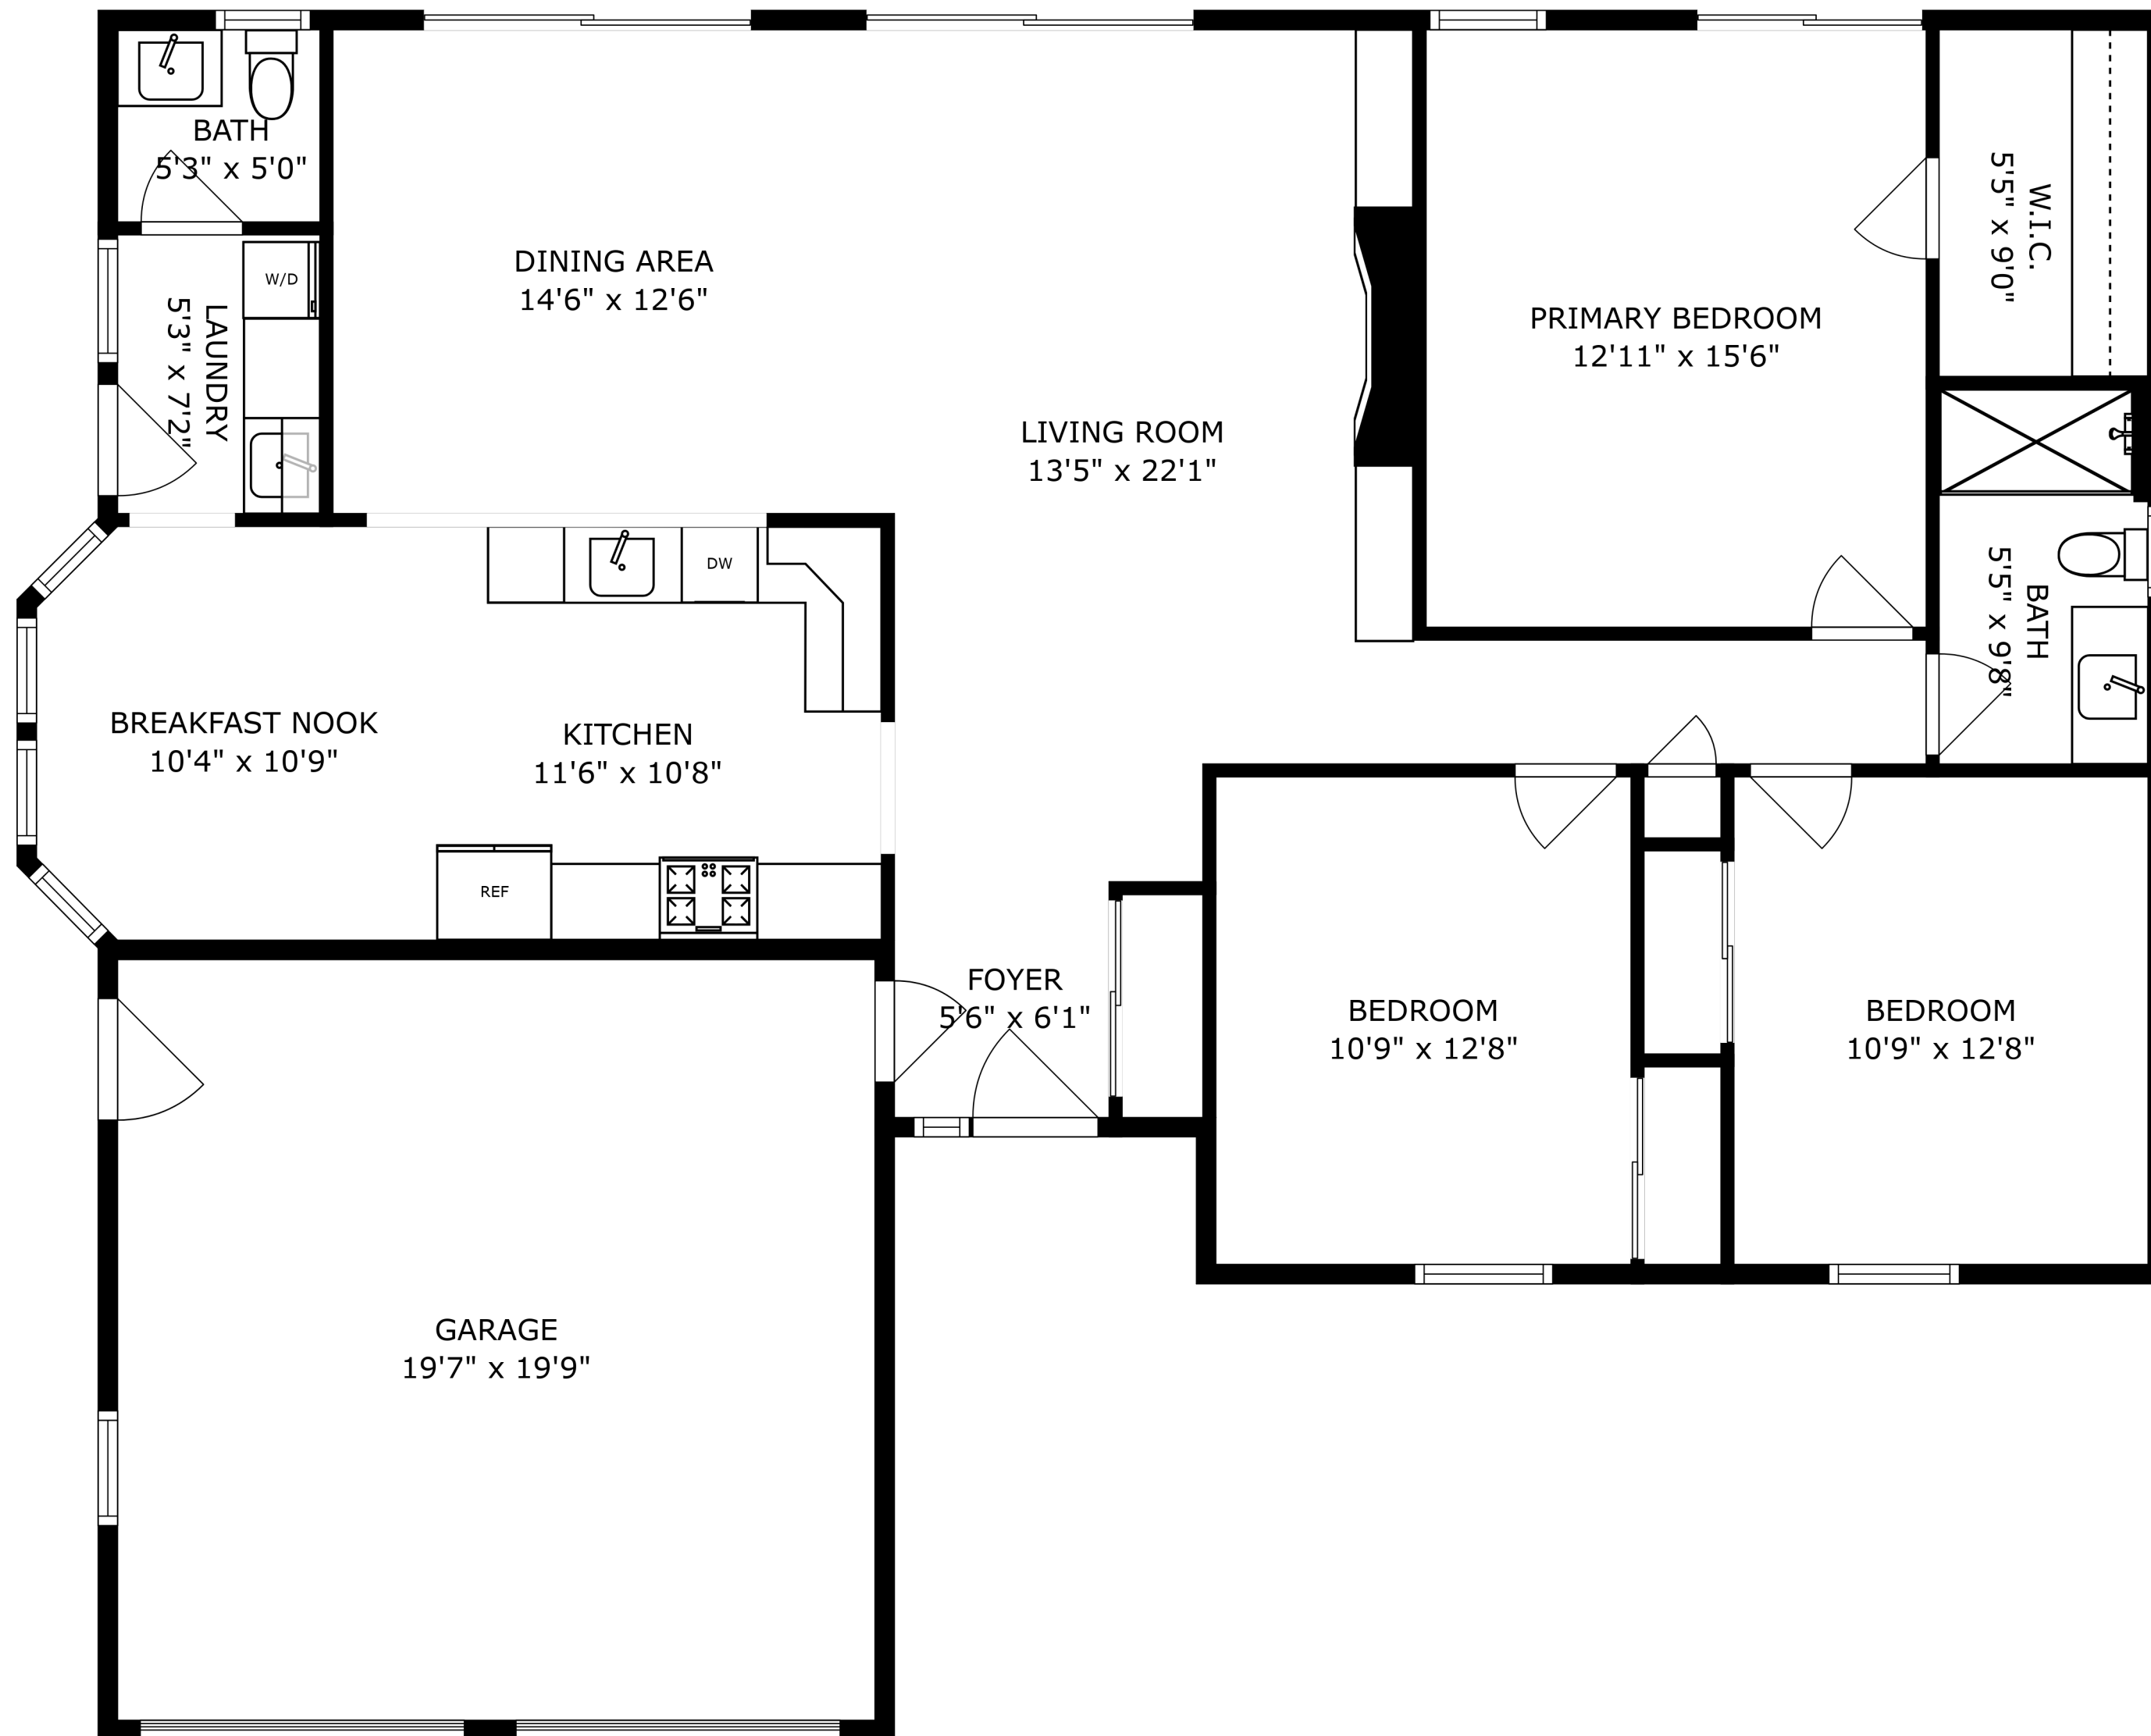 BATH
5'3" x 5'0"
W/D
LAUNDRY
5'3" x 7'2"
DINING AREA
14'6" x 12'6"
LIVING ROOM
13'5" x 22'1"
PRIMARY BEDROOM
12'11" x 15'6"
W.I.C.
5'5" x 9'0"
BATH
5'5" x 9'8"
DW
BREAKFAST NOOK
10'4" x 10'9"
KITCHEN
11'6" x 10'8"
REF
FOYER
5'6" x 6'1"
BEDROOM
10'9" x 12'8"
BEDROOM
10'9" x 12'8"
GARAGE
19'7" x 19'9"